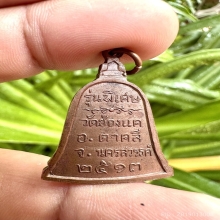 รุ่นพิเศษ
วัดช่องแค
อ. ตาคลี
จ. นครสวรรค์
๒๕๑๓